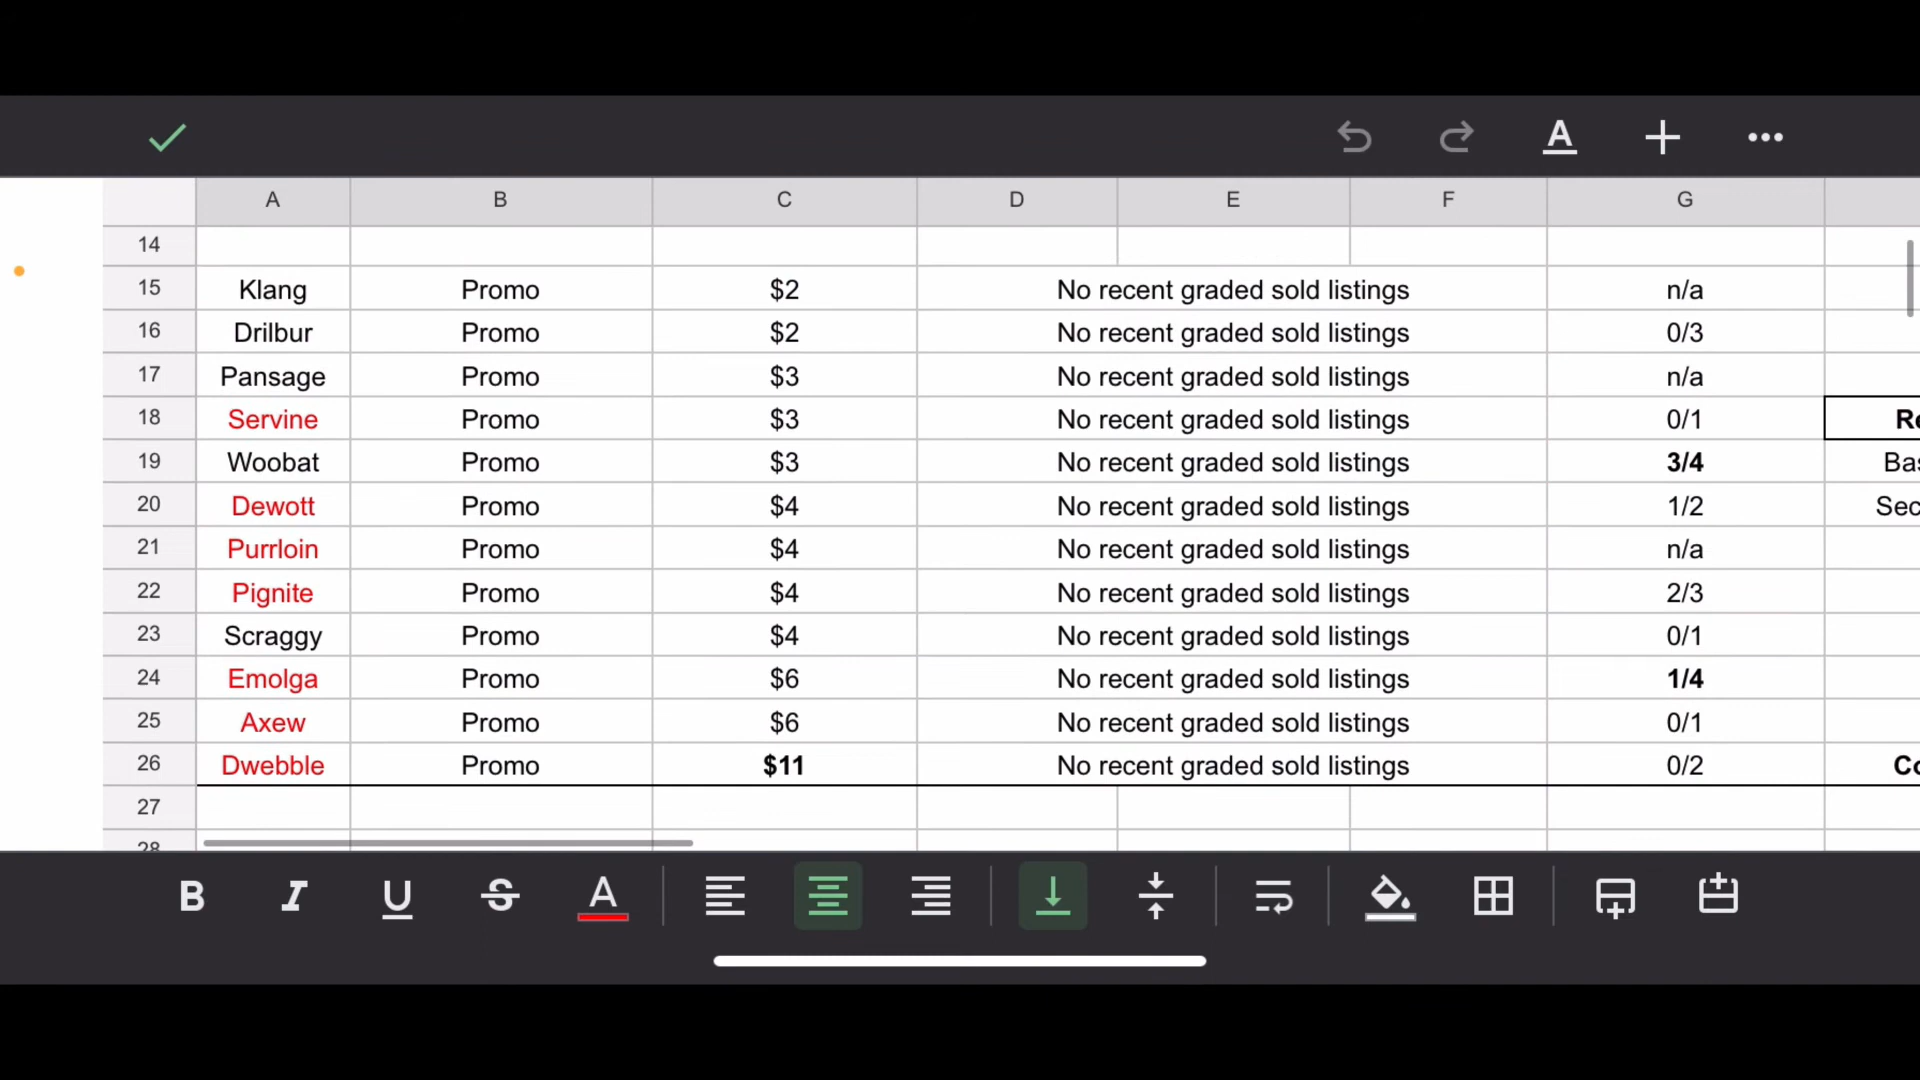 A B C D E F G
14
15 Klang Promo $2 No recent graded sold listings n/a
16 Drilbur Promo $2 No recent graded sold listings 0/3
17 Pansage Promo $3 No recent graded sold listings n/a
18 Servine Promo $3 No recent graded sold listings 0/1 Re
19 Woobat Promo $3 No recent graded sold listings 3/4 Bas
20 Dewott Promo $4 No recent graded sold listings 1/2 Sec
21 Purrloin Promo $4 No recent graded sold listings n/a
22 Pignite Promo $4 No recent graded sold listings 2/3
23 Scraggy Promo $4 No recent graded sold listings 0/1
24 Emolga Promo $6 No recent graded sold listings 1/4
25 Axew Promo $6 No recent graded sold listings 0/1
26 Dwebble Promo $11 No recent graded sold listings 0/2 Co
27
28
B I U S A